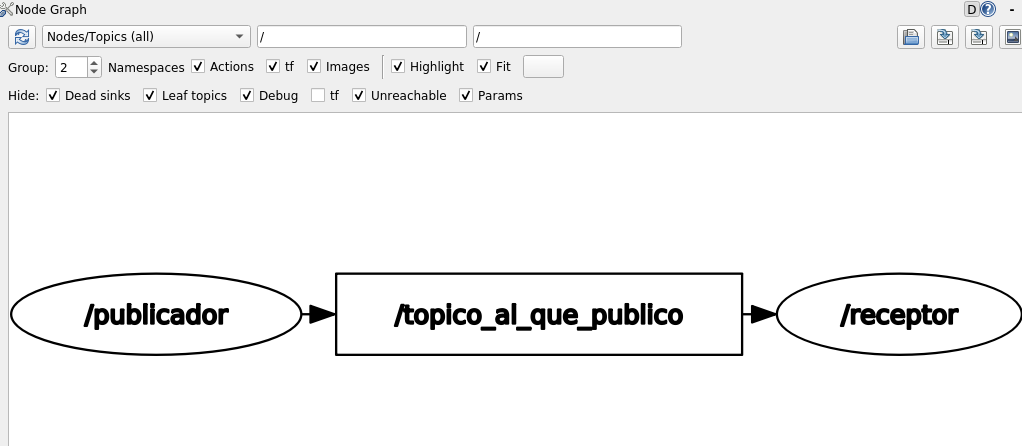 Node Graph D ? -
Nodes/Topics (all) / /
Group: 2 Namespaces Actions tf Images Highlight Fit
Hide: Dead sinks Leaf topics Debug tf Unreachable Params
/publicador /topico_al_que_publico /receptor